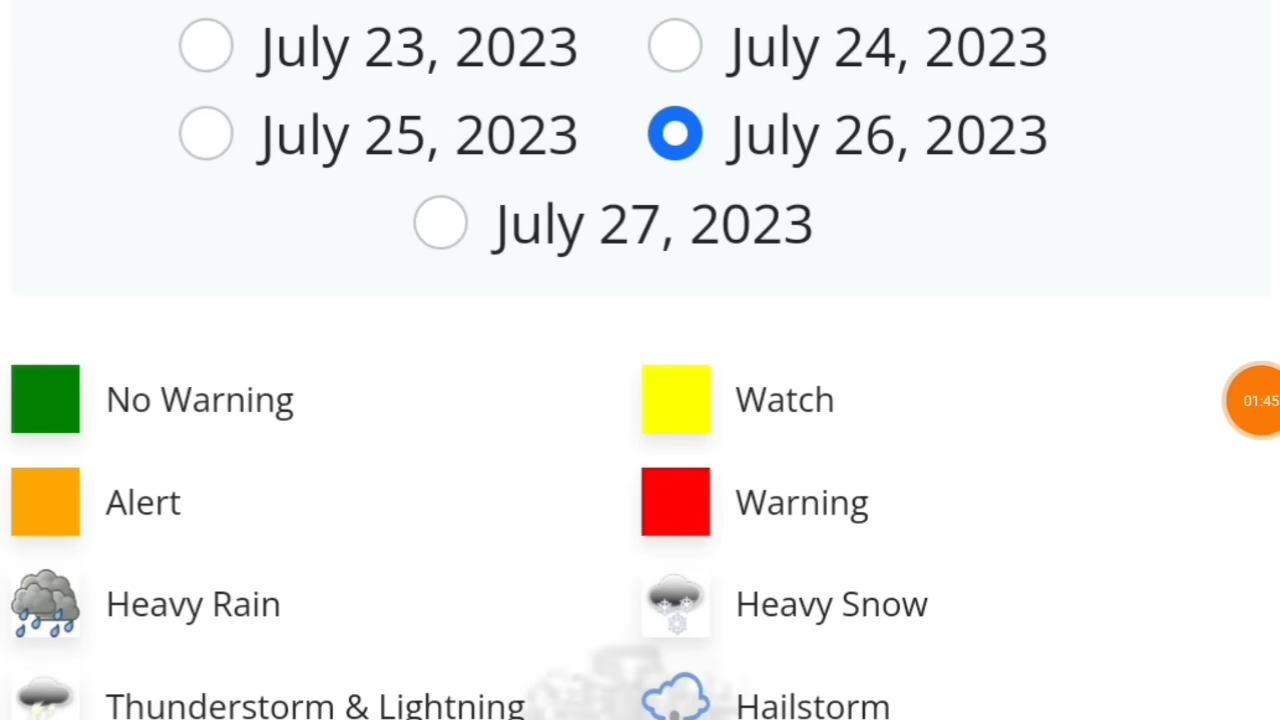 July 23, 2023 July 24, 2023
July 25, 2023 July 26, 2023
July 27, 2023
No Warning Watch
01:45
Alert Warning
Heavy Rain Heavy Snow
Thunderstorm & Lightning Hailstorm